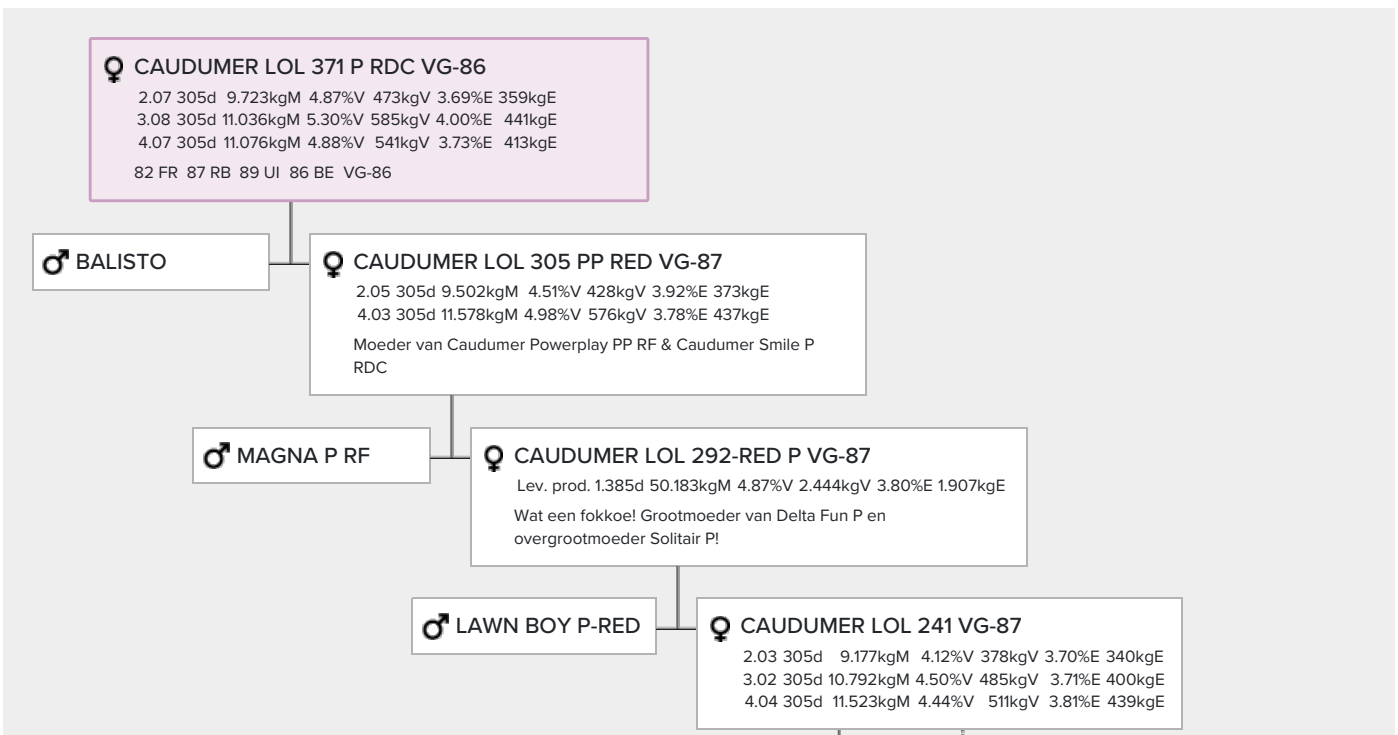 CAUDUMER LOL 371 P RDC VG-86
2.07 305d 9.723kgM 4.87%V 473kgV 3.69%E 359kgE
3.08 305d 11.036kgM 5.30%V 585kgV 4.00%E 441kgE
4.07 305d 11.076kgM 4.88%V 541kgV 3.73%E 413kgE
82 FR 87 RB 89 UI 86 BE VG-86
BALISTO
CAUDUMER LOL 305 PP RED VG-87
2.05 305d 9.502kgM 4.51%V 428kgV 3.92%E 373kgE
4.03 305d 11.578kgM 4.98%V 576kgV 3.78%E 437kgE
Moeder van Caudumer Powerplay PP RF & Caudumer Smile P
RDC
MAGNA P RF
CAUDUMER LOL 292-RED P VG-87
Lev. prod. 1.385d 50.183kgM 4.87%V 2.444kgV 3.80%E 1.907kgE
Wat een fokkoe! Grootmoeder van Delta Fun P en
overgrootmoeder Solitair P!
LAWN BOY P-RED
CAUDUMER LOL 241 VG-87
2.03 305d 9.177kgM 4.12%V 378kgV 3.70%E 340kgE
3.02 305d 10.792kgM 4.50%V 485kgV 3.71%E 400kgE
4.04 305d 11.523kgM 4.44%V 511kgV 3.81%E 439kgE